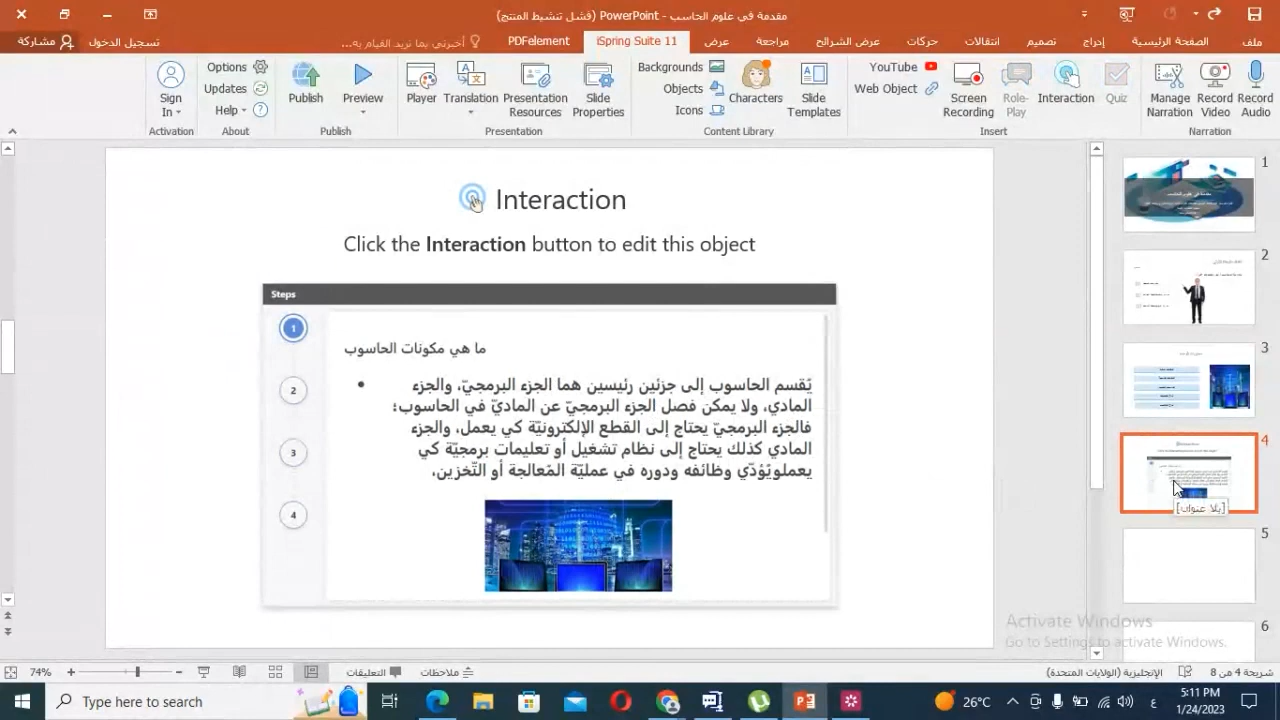 مقدمة في علوم الحاسب - PowerPoint (فشل تنشيط المنتج)
ملف
الصفحة الرئيسية
إدراج
تصميم
انتقالات
حركات
عرض الشرائح
مراجعة
عرض
iSpring Suite 11
PDFelement
أخبرني بما تريد القيام به...
تسجيل الدخول
مشاركة
Sign In
Options
Updates
Help
Publish
Preview
Player
Translation
Presentation Resources
Slide Properties
Backgrounds
Objects
Icons
Characters
Slide Templates
YouTube
Web Object
Screen Recording
Role-Play
Interaction
Quiz
Manage Narration
Record Video
Record Audio
Activation
About
Publish
Presentation
Content Library
Insert
Narration
Interaction
Click the Interaction button to edit this object
Steps
1
2
3
4
ما هي مكونات الحاسوب
• يُقسم الحاسوب إلى جزئين رئيسين هما الجزء البرمجيّ، والجزء
المادي، ولا يمكن فصل الجزء البرمجيّ عن الماديّ في الحاسوب؛
فالجزء البرمجيّ يحتاج إلى القطع الإلكترونيّة كي يعمل، والجزء
المادي كذلك يحتاج إلى نظام تشغيل أو تعليمات برمجيّة كي
يعملويُؤدّي وظائفه ودوره في عمليّة المُعالجة أو التّخزين،
1
2
3
4
[بلا عنوان]
5
6
Activate Windows
Go to Settings to activate Windows.
شريحة 4 من 8
الإنجليزية (الولايات المتحدة)
ملاحظات
التعليقات
74%
Type here to search
26°C
ع
5:11 PM
1/24/2023